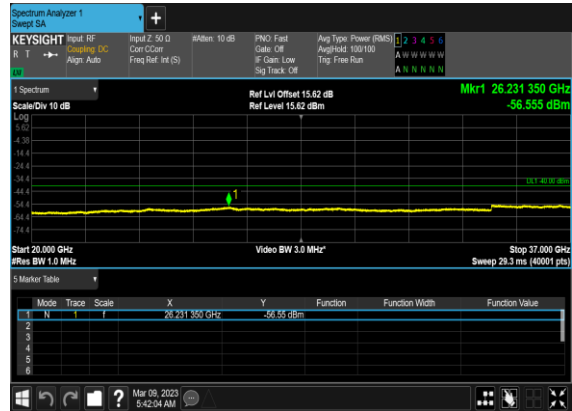 Spectrum Analyzer 1
Swept SA
+
KEYSIGHT
R T
LW
Input: RF
Coupling: DC
Align: Auto
Input Z: 50 Ω
Corr CCorr
Freq Ref: Int (S)
#Atten: 10 dB
PNO: Fast
Gate: Off
IF Gain: Low
Sig Track: Off
Avg Type: Power (RMS)
Avg|Hold: 100/100
Trig: Free Run
1 2 3 4 5 6
A W W W W W
A N N N N N
1 Spectrum
Scale/Div 10 dB
Ref Lvl Offset 15.62 dB
Ref Level 15.62 dBm
Mkr1 26.231 350 GHz
-56.555 dBm
Log
5.62
-4.38
-14.4
-24.4
-34.4
-44.4
-54.4
-64.4
-74.4
DL1 -40.00 dBm
1
Start 20.000 GHz
#Res BW 1.0 MHz
Video BW 3.0 MHz*
Stop 37.000 GHz
Sweep 29.3 ms (40001 pts)
5 Marker Table
Mode Trace Scale X Y Function Function Width Function Value
1 N 1 f 26.231 350 GHz -56.55 dBm
2
3
4
5
6
?
Mar 09, 2023
5:42:04 AM